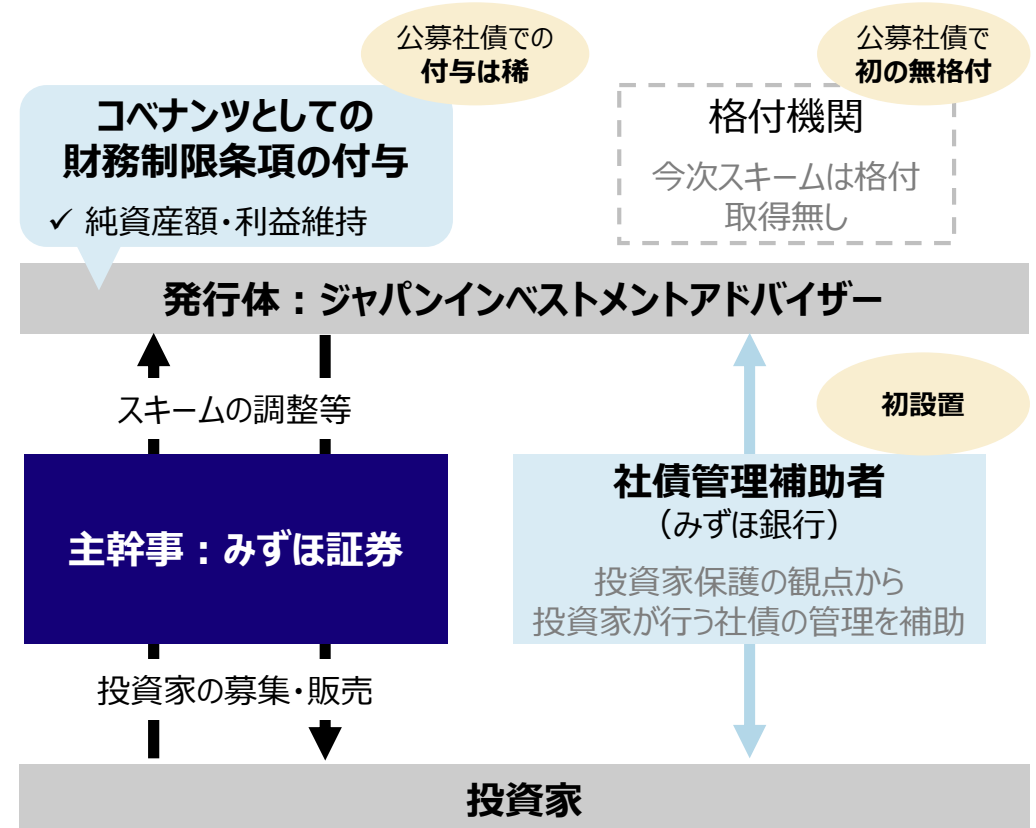 公募社債での
付与は稀
公募社債で
初の無格付
コベナンツとしての
財務制限条項の付与
✓ 純資産額・利益維持
格付機関
今次スキームは格付
取得無し
発行体：ジャパンインベストメントアドバイザー
スキームの調整等
初設置
主幹事：みずほ証券
社債管理補助者
（みずほ銀行）
投資家保護の観点から
投資家が行う社債の管理を補助
投資家の募集・販売
投資家